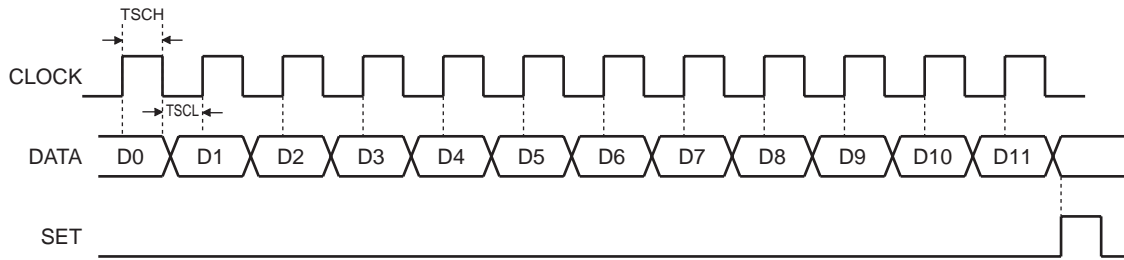 TSCH
CLOCK
TSCL
DATA D0 D1 D2 D3 D4 D5 D6 D7 D8 D9 D10 D11
SET